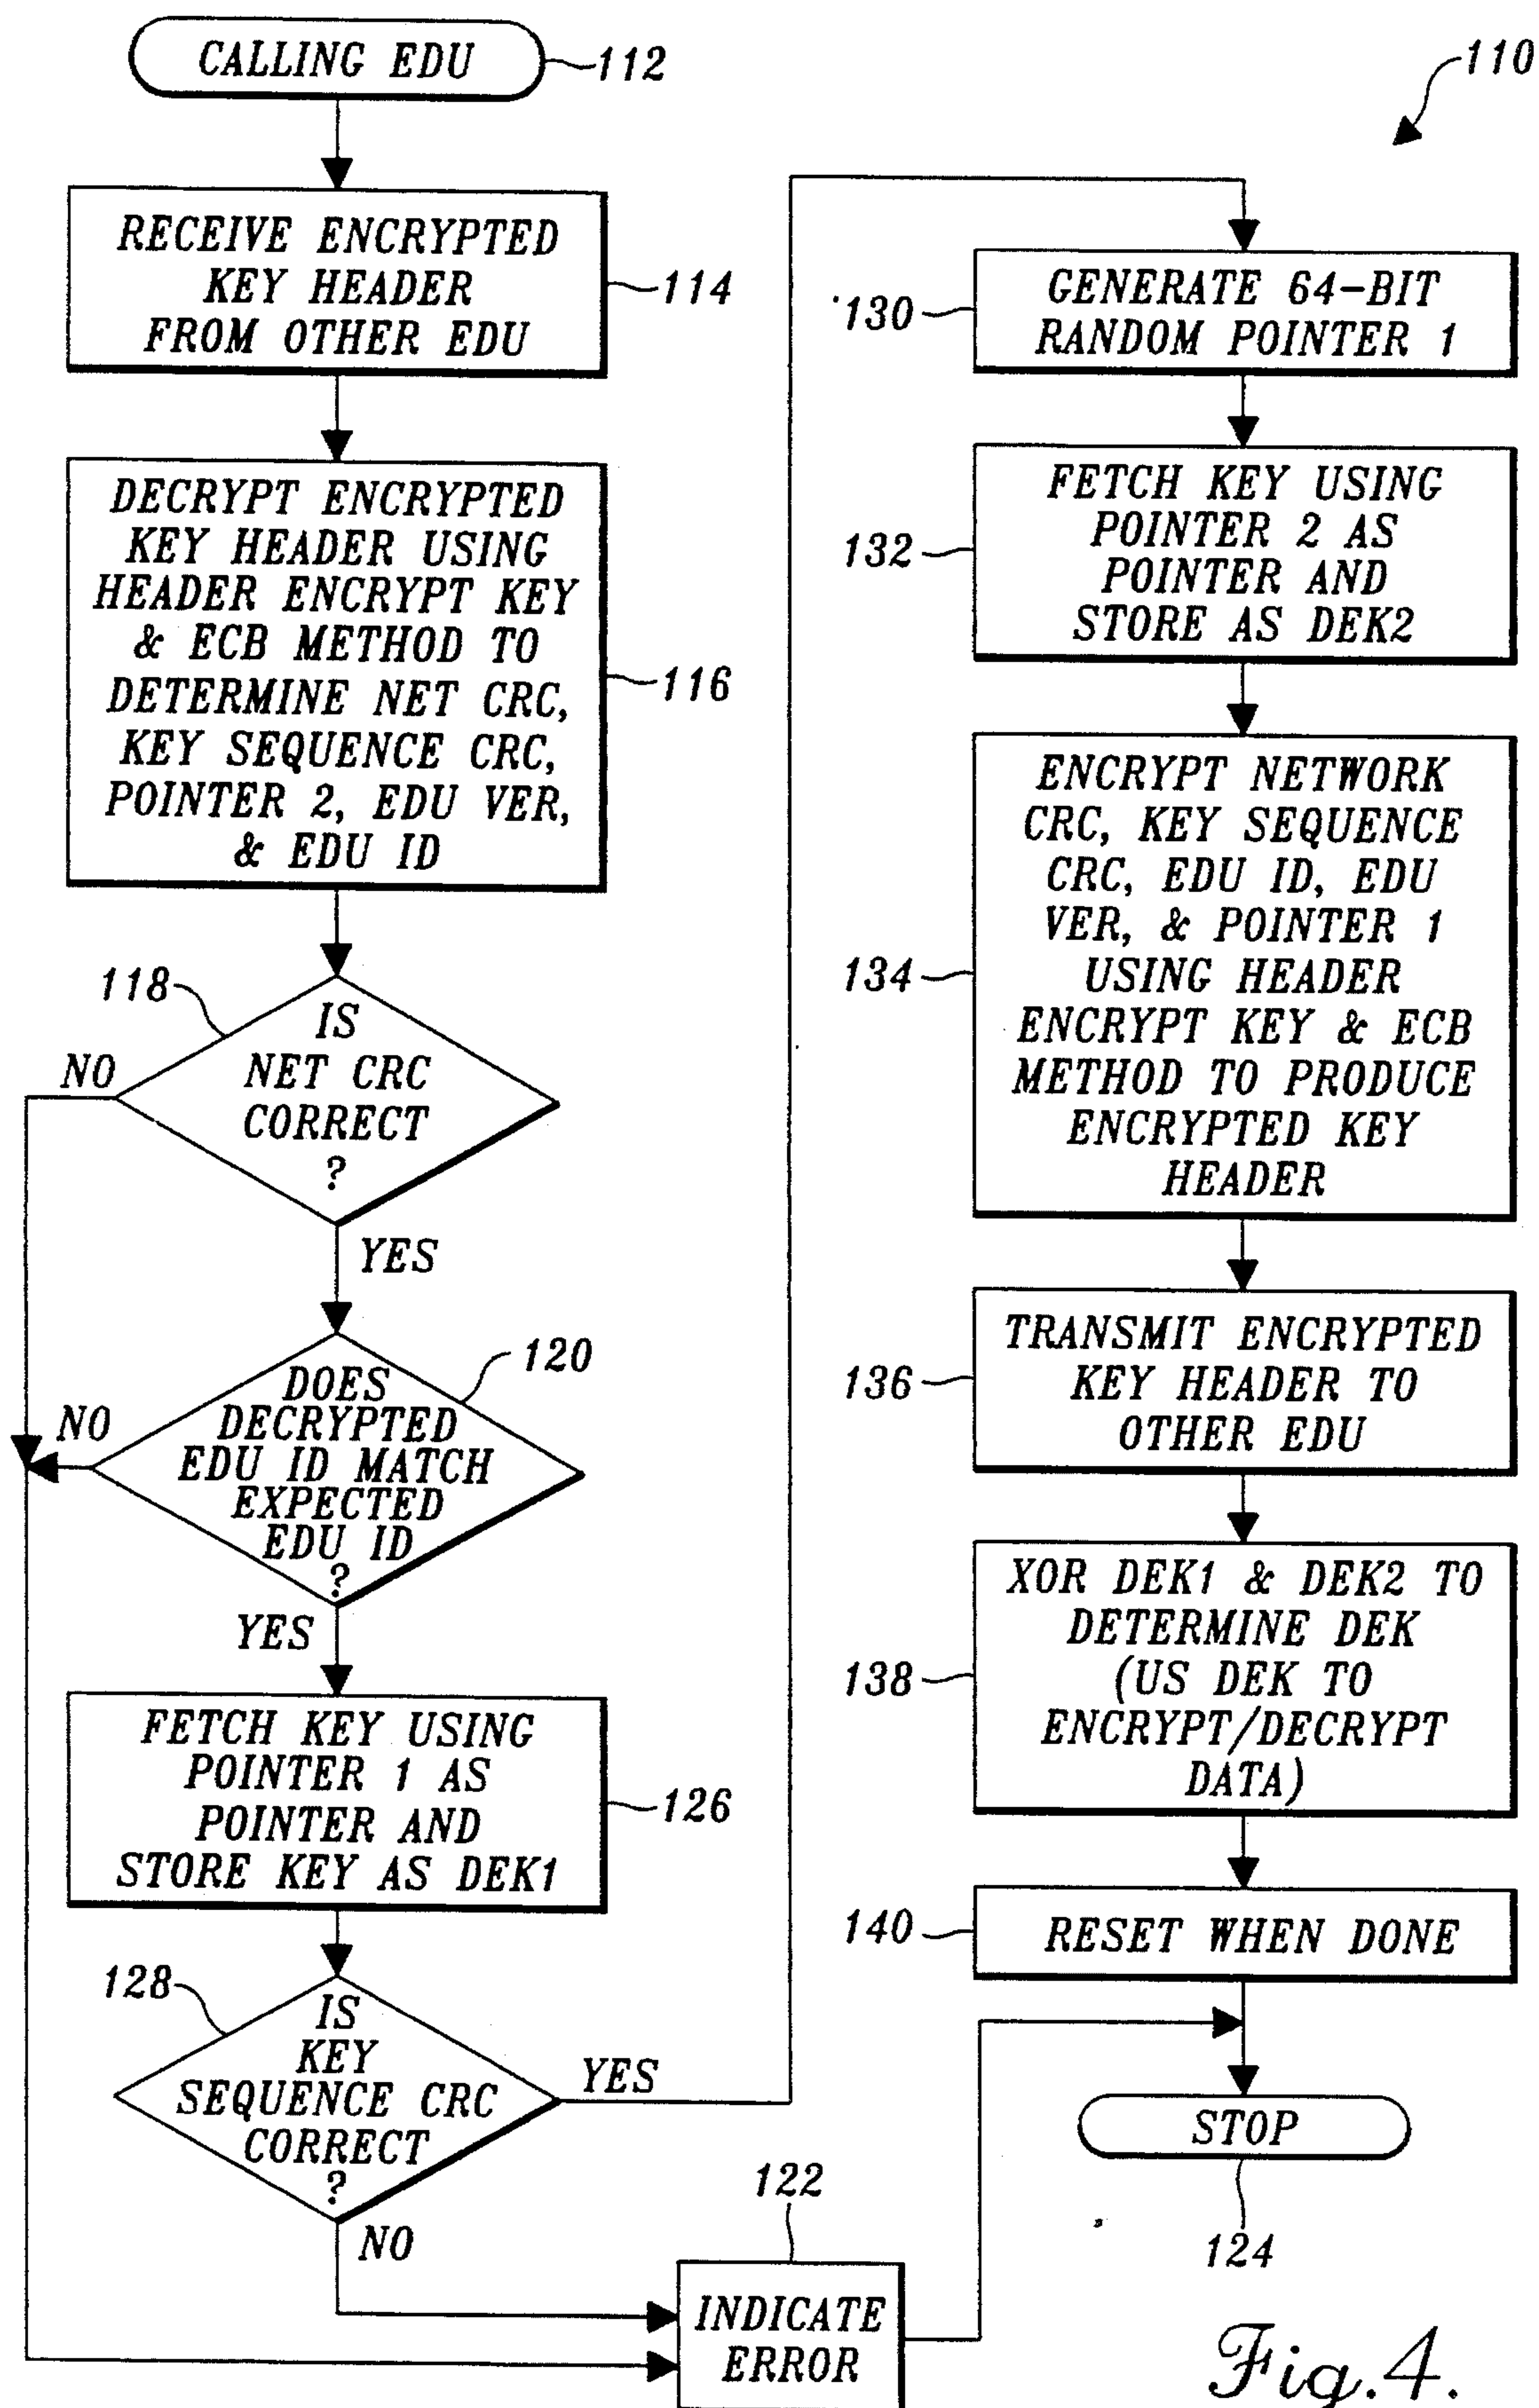 CALLING EDU
112
110
RECEIVE ENCRYPTED
KEY HEADER
FROM OTHER EDU
114
DECRYPT ENCRYPTED
KEY HEADER USING
HEADER ENCRYPT KEY
& ECB METHOD TO
DETERMINE NET CRC,
KEY SEQUENCE CRC,
POINTER 2, EDU VER,
& EDU ID
116
118
IS
NET CRC
CORRECT
?
NO
YES
120
DOES
DECRYPTED
EDU ID MATCH
EXPECTED
EDU ID
?
NO
YES
FETCH KEY USING
POINTER 1 AS
POINTER AND
STORE KEY AS DEK1
126
128
IS
KEY
SEQUENCE CRC
CORRECT
?
YES
NO
122
INDICATE
ERROR
130
GENERATE 64-BIT
RANDOM POINTER 1
132
FETCH KEY USING
POINTER 2 AS
POINTER AND
STORE AS DEK2
134
ENCRYPT NETWORK
CRC, KEY SEQUENCE
CRC, EDU ID, EDU
VER, & POINTER 1
USING HEADER
ENCRYPT KEY & ECB
METHOD TO PRODUCE
ENCRYPTED KEY
HEADER
136
TRANSMIT ENCRYPTED
KEY HEADER TO
OTHER EDU
138
XOR DEK1 & DEK2 TO
DETERMINE DEK
(US DEK TO
ENCRYPT/DECRYPT
DATA)
140
RESET WHEN DONE
STOP
124
Fig.4.